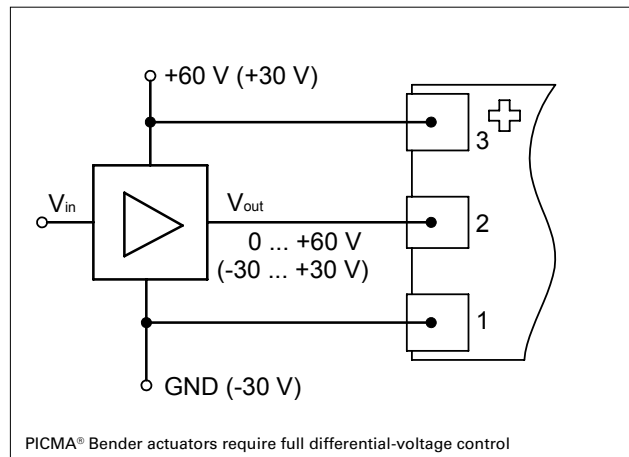 +60 V (+30 V)
3
Vin
Vout
2
0 ... +60 V
(-30 ... +30 V)
1
GND (-30 V)
PICMA® Bender actuators require full differential-voltage control